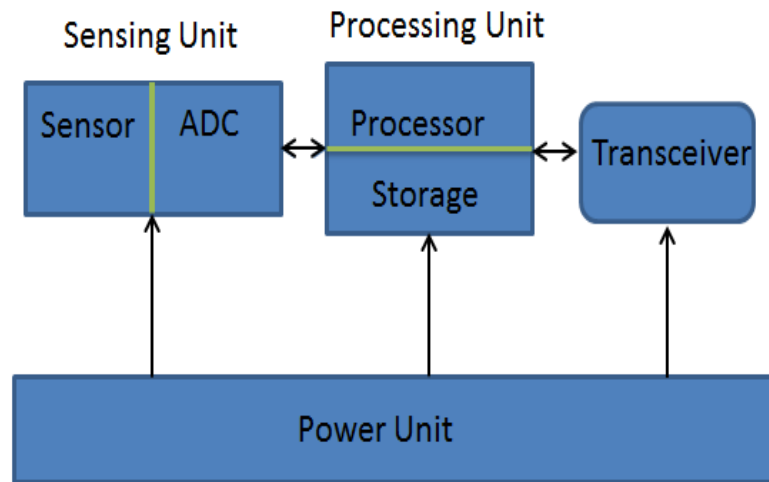 Sensing Unit
Processing Unit
Sensor
ADC
Processor
Storage
Transceiver
Power Unit